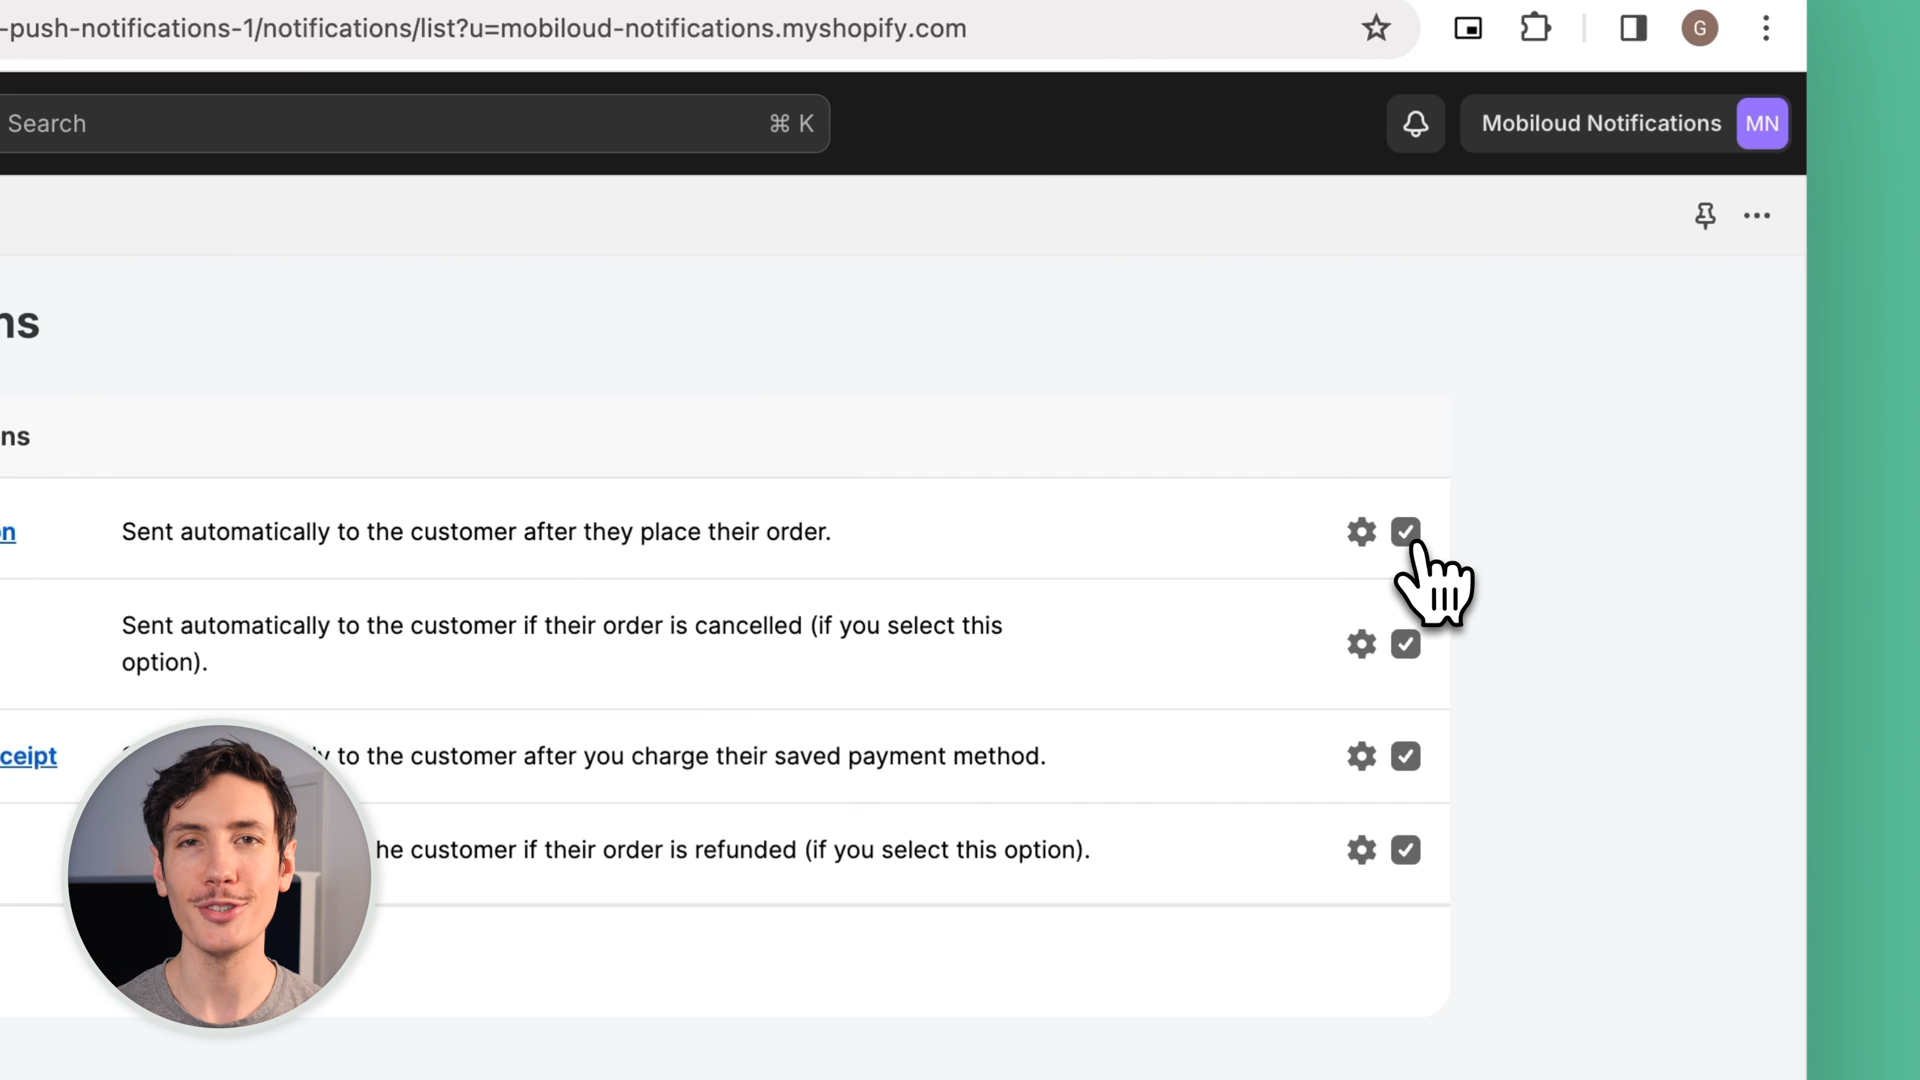 -push-notifications-1/notifications/list?u=mobiloud-notifications.myshopify.com
G
Search ⌘ K
Mobiloud Notifications MN
ns
ns
on Sent automatically to the customer after they place their order.
Sent automatically to the customer if their order is cancelled (if you select this
option).
ceipt to the customer after you charge their saved payment method.
he customer if their order is refunded (if you select this option).